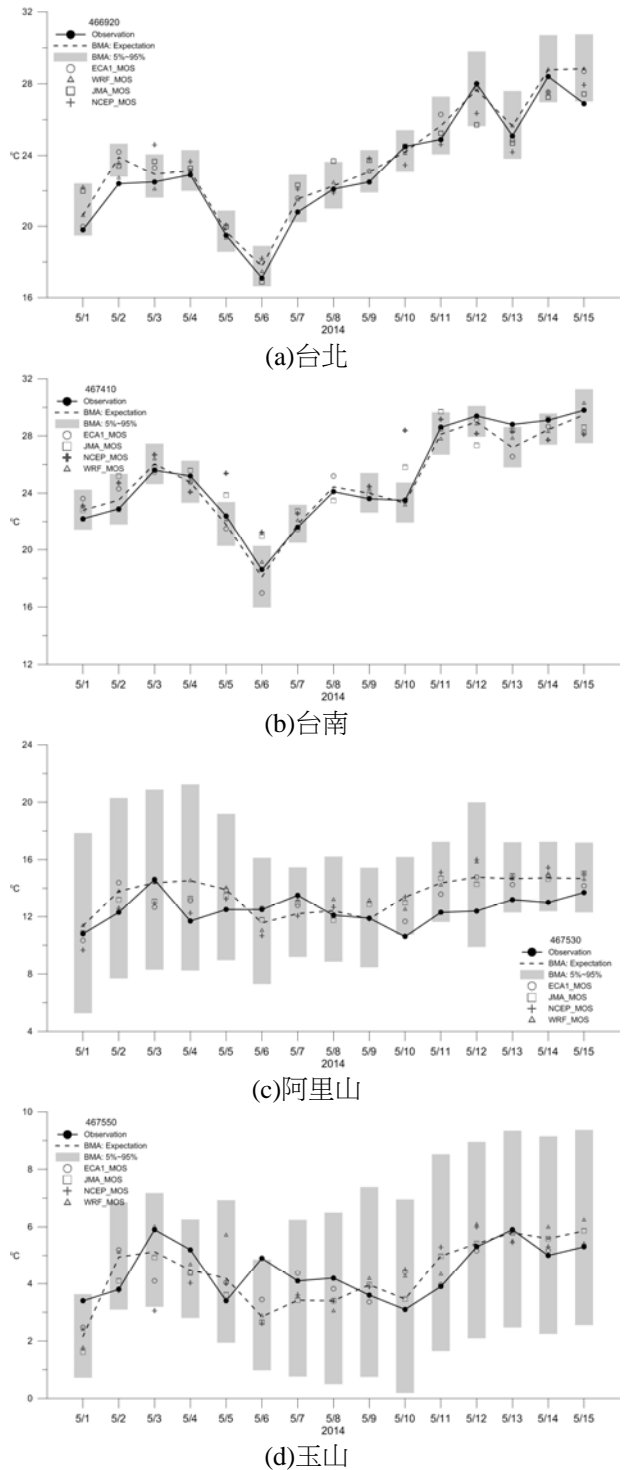 466920
Observation
BMA: Expectation
BMA: 5%~95%
ECA1_MOS
WRF_MOS
JMA_MOS
NCEP_MOS
32
28
24
20
16
°C
5/1 5/2 5/3 5/4 5/5 5/6 5/7 5/8 5/9 5/10 5/11 5/12 5/13 5/14 5/15
2014
(a)台北
467410
Observation
BMA: Expectation
BMA: 5%~95%
ECA1_MOS
JMA_MOS
NCEP_MOS
WRF_MOS
32
28
24
20
16
12
°C
5/1 5/2 5/3 5/4 5/5 5/6 5/7 5/8 5/9 5/10 5/11 5/12 5/13 5/14 5/15
2014
(b)台南
24
20
16
12
8
4
°C
467530
Observation
BMA: Expectation
BMA: 5%~95%
ECA1_MOS
JMA_MOS
NCEP_MOS
WRF_MOS
5/1 5/2 5/3 5/4 5/5 5/6 5/7 5/8 5/9 5/10 5/11 5/12 5/13 5/14 5/15
2014
(c)阿里山
467550
Observation
BMA: Expectation
BMA: 5%~95%
ECA1_MOS
JMA_MOS
NCEP_MOS
WRF_MOS
10
8
6
4
2
0
°C
5/1 5/2 5/3 5/4 5/5 5/6 5/7 5/8 5/9 5/10 5/11 5/12 5/13 5/14 5/15
2014
(d)玉山